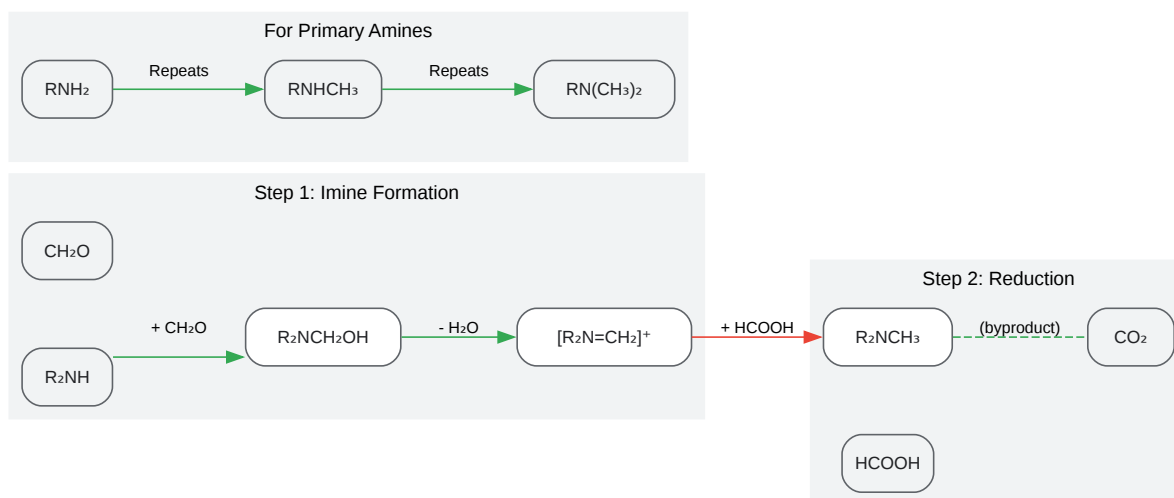 For Primary Amines
RNH₂
Repeats
RNHCH₃
Repeats
RN(CH₃)₂
Step 1: Imine Formation
CH₂O
R₂NH
+ CH₂O
R₂NCH₂OH
- H₂O
[R₂N=CH₂]⁺
+ HCOOH
Step 2: Reduction
R₂NCH₃
(byproduct)
CO₂
HCOOH